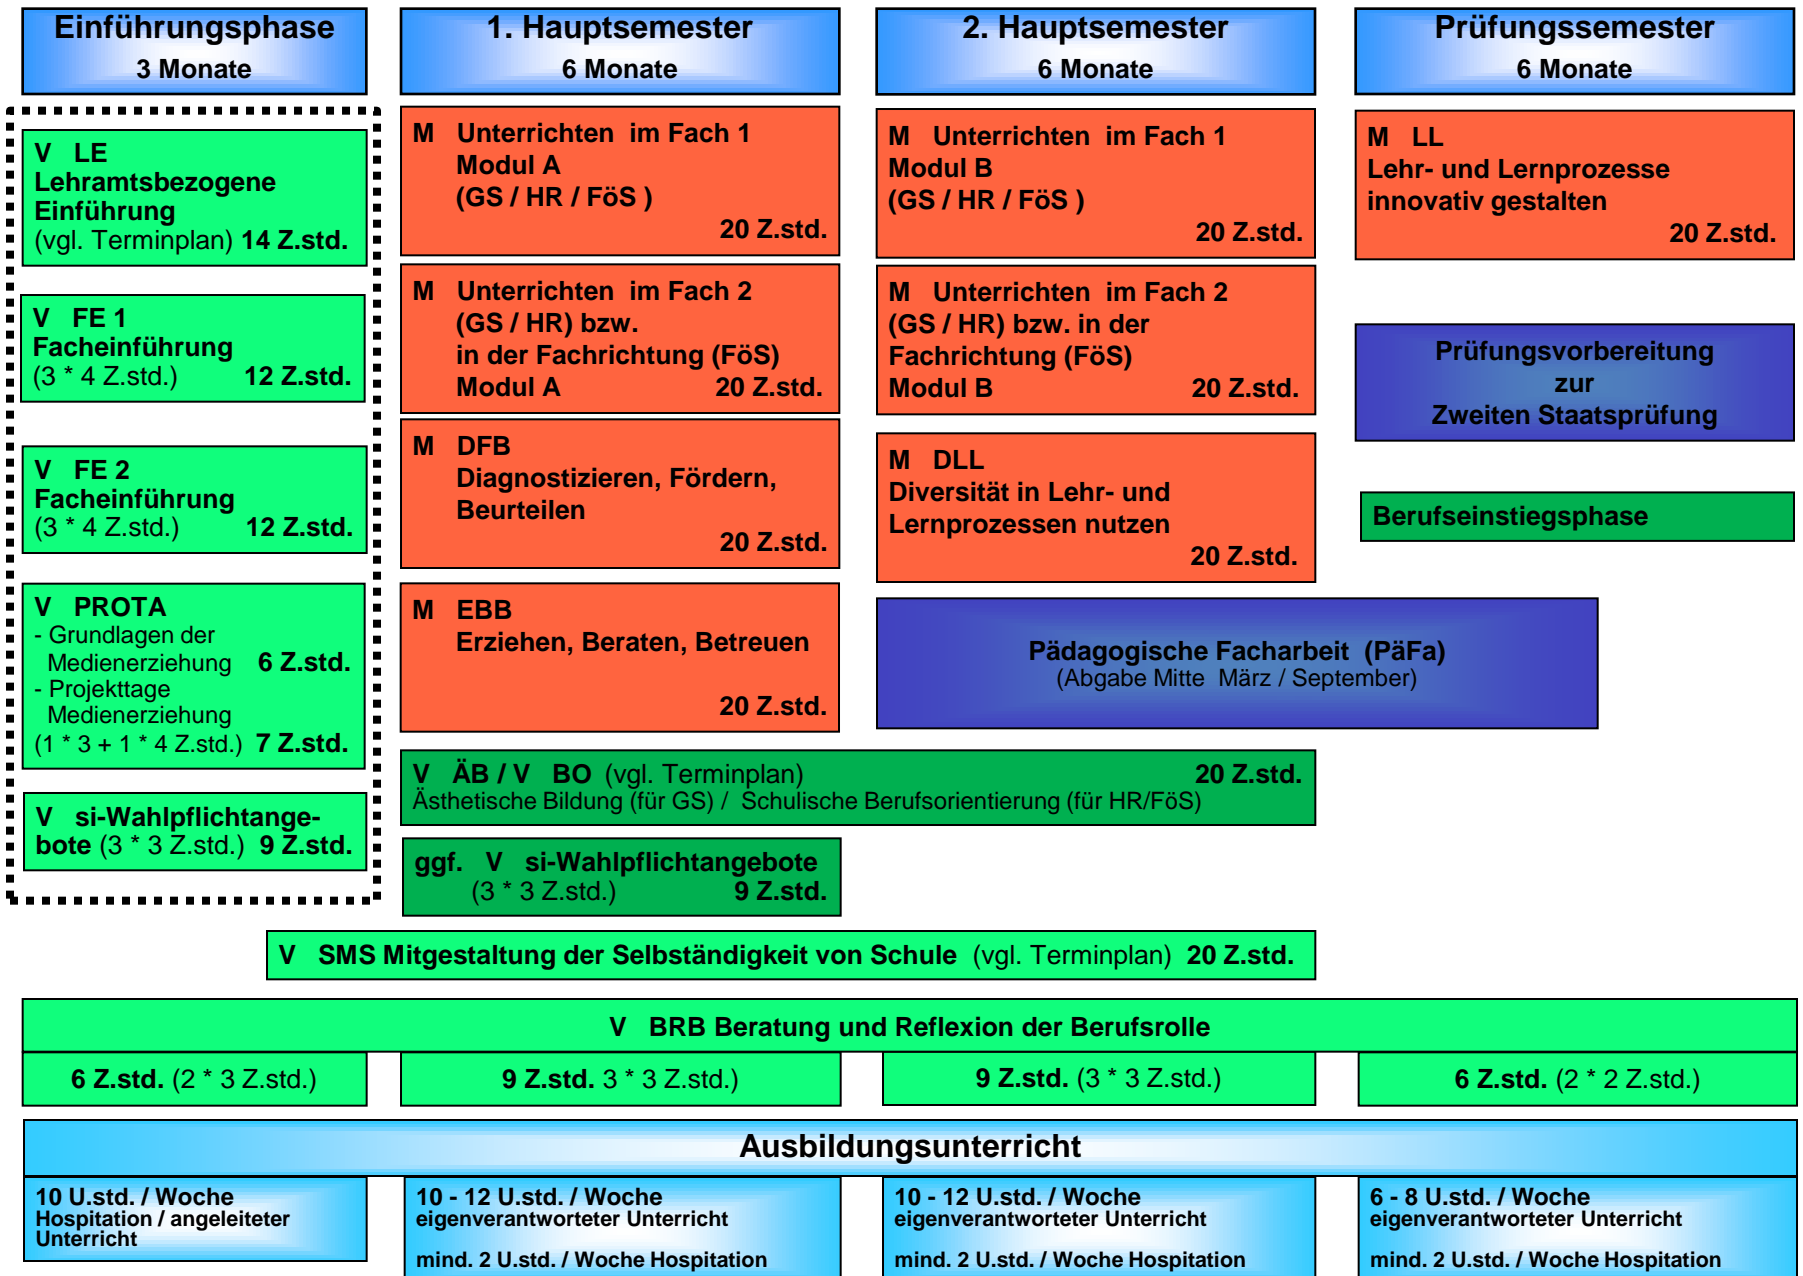 Einführungsphase
3 Monate
1. Hauptsemester
6 Monate
2. Hauptsemester
6 Monate
Prüfungssemester
6 Monate
V LE
Lehramtsbezogene
Einführung
(vgl. Terminplan) 14 Z.std.
V FE 1
Facheinführung
(3 * 4 Z.std.) 12 Z.std.
V FE 2
Facheinführung
(3 * 4 Z.std.) 12 Z.std.
V PROTA
- Grundlagen der
Medienerziehung 6 Z.std.
- Projekttage
Medienerziehung
(1 * 3 + 1 * 4 Z.std.) 7 Z.std.
V si-Wahlpflichtange-
bote (3 * 3 Z.std.) 9 Z.std.
M Unterrichten im Fach 1
Modul A
(GS / HR / FöS )
20 Z.std.
M Unterrichten im Fach 2
(GS / HR) bzw.
in der Fachrichtung (FöS)
Modul A 20 Z.std.
M DFB
Diagnostizieren, Fördern,
Beurteilen
20 Z.std.
M EBB
Erziehen, Beraten, Betreuen
20 Z.std.
M Unterrichten im Fach 1
Modul B
(GS / HR / FöS )
20 Z.std.
M Unterrichten im Fach 2
(GS / HR) bzw. in der
Fachrichtung (FöS)
Modul B 20 Z.std.
M DLL
Diversität in Lehr- und
Lernprozessen nutzen
20 Z.std.
M LL
Lehr- und Lernprozesse
innovativ gestalten
20 Z.std.
Prüfungsvorbereitung
zur
Zweiten Staatsprüfung
Berufseinstiegsphase
Pädagogische Facharbeit (PäFa)
(Abgabe Mitte März / September)
V ÄB / V BO (vgl. Terminplan) 20 Z.std.
Ästhetische Bildung (für GS) / Schulische Berufsorientierung (für HR/FöS)
ggf. V si-Wahlpflichtangebote
(3 * 3 Z.std.) 9 Z.std.
V SMS Mitgestaltung der Selbständigkeit von Schule (vgl. Terminplan) 20 Z.std.
V BRB Beratung und Reflexion der Berufsrolle
6 Z.std. (2 * 3 Z.std.)
9 Z.std. 3 * 3 Z.std.)
9 Z.std. (3 * 3 Z.std.)
6 Z.std. (2 * 2 Z.std.)
Ausbildungsunterricht
10 U.std. / Woche
Hospitation / angeleiteter
Unterricht
10 - 12 U.std. / Woche
eigenverantworteter Unterricht
mind. 2 U.std. / Woche Hospitation
10 - 12 U.std. / Woche
eigenverantworteter Unterricht
mind. 2 U.std. / Woche Hospitation
6 - 8 U.std. / Woche
eigenverantworteter Unterricht
mind. 2 U.std. / Woche Hospitation